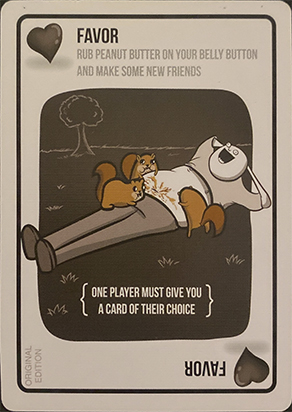 FAVOR
RUB PEANUT BUTTER ON YOUR BELLY BUTTON
AND MAKE SOME NEW FRIENDS
{ ONE PLAYER MUST GIVE YOU }
A CARD OF THEIR CHOICE
ORIGINAL
EDITION
FAVOR